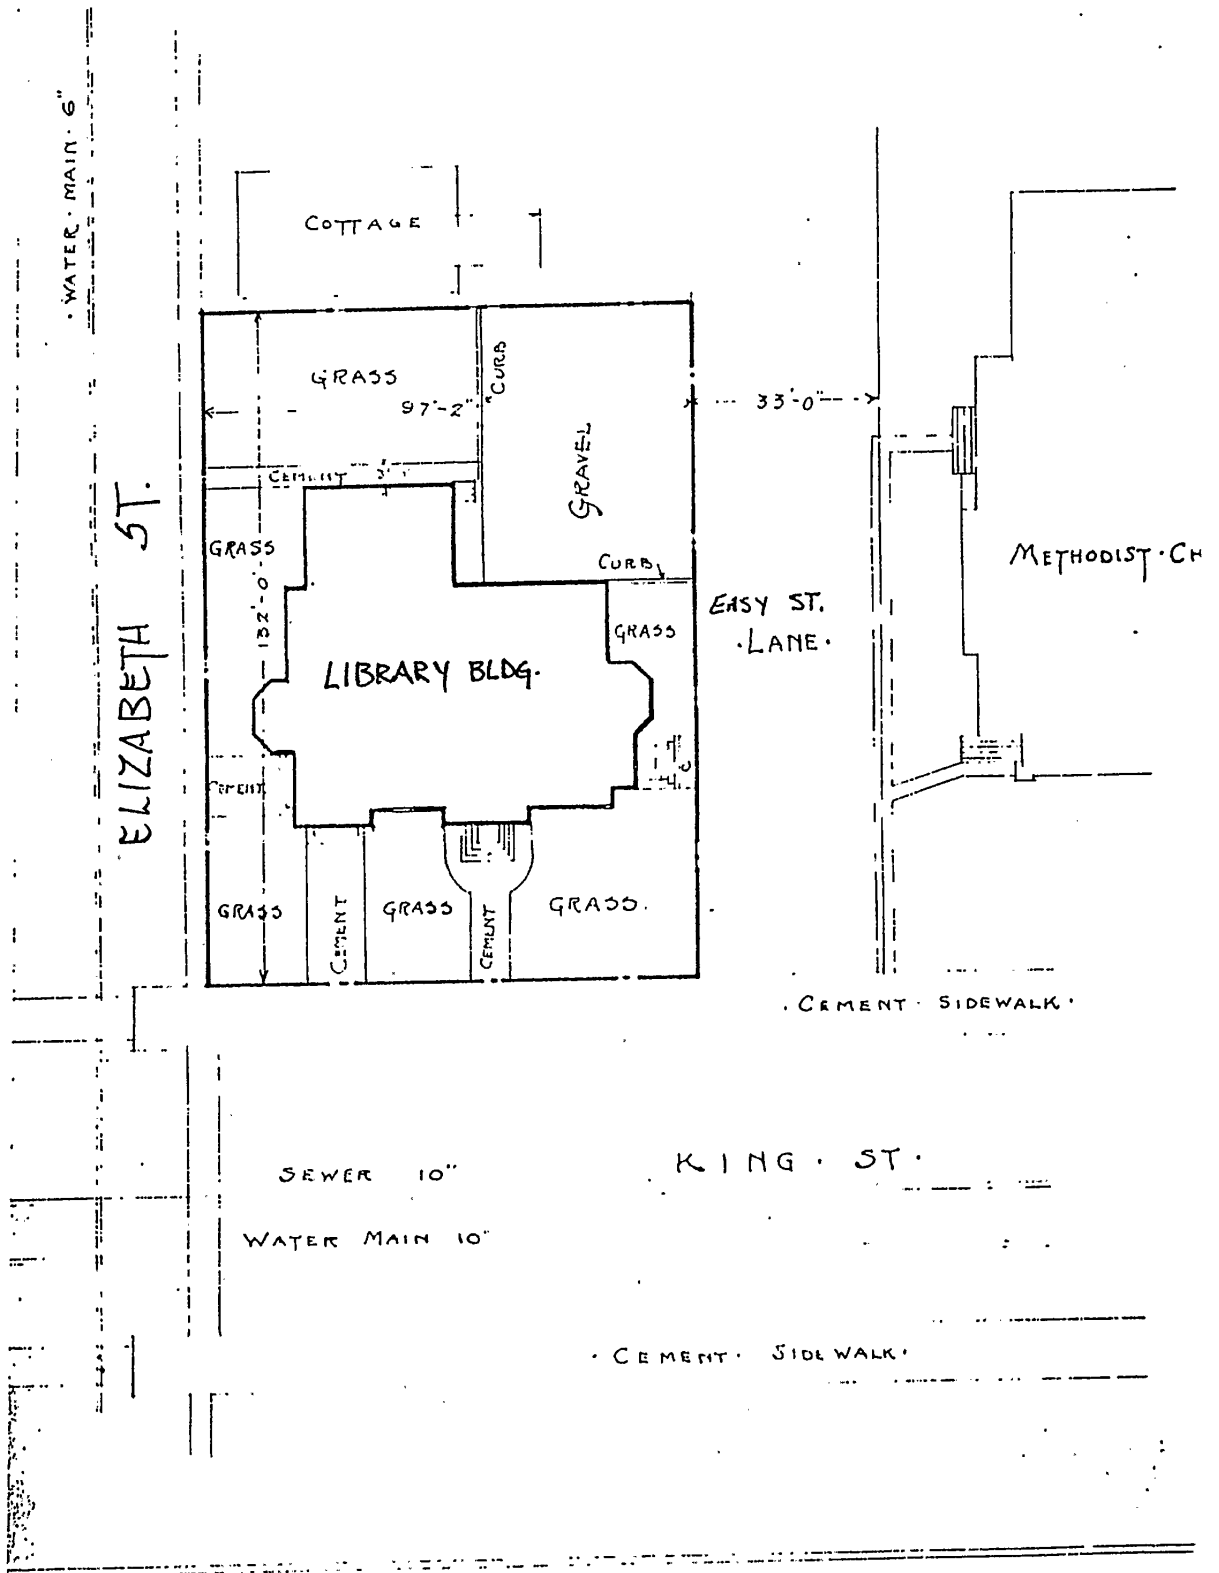 · WATER · MAIN · 6"
COTTAGE
GRASS
CURB
97'-2"
33'-0"
GRAVEL
CEMENT
ELIZABETH ST.
GRASS
132'-0"
CURB
METHODIST · CH
EASY ST.
· LANE ·
GRASS
LIBRARY BLDG.
CEMENT
GRASS
CEMENT
GRASS
CEMENT
GRASS.
· CEMENT · SIDEWALK ·
KING · ST ·
SEWER 10"
WATER MAIN 10"
· CEMENT · SIDEWALK ·